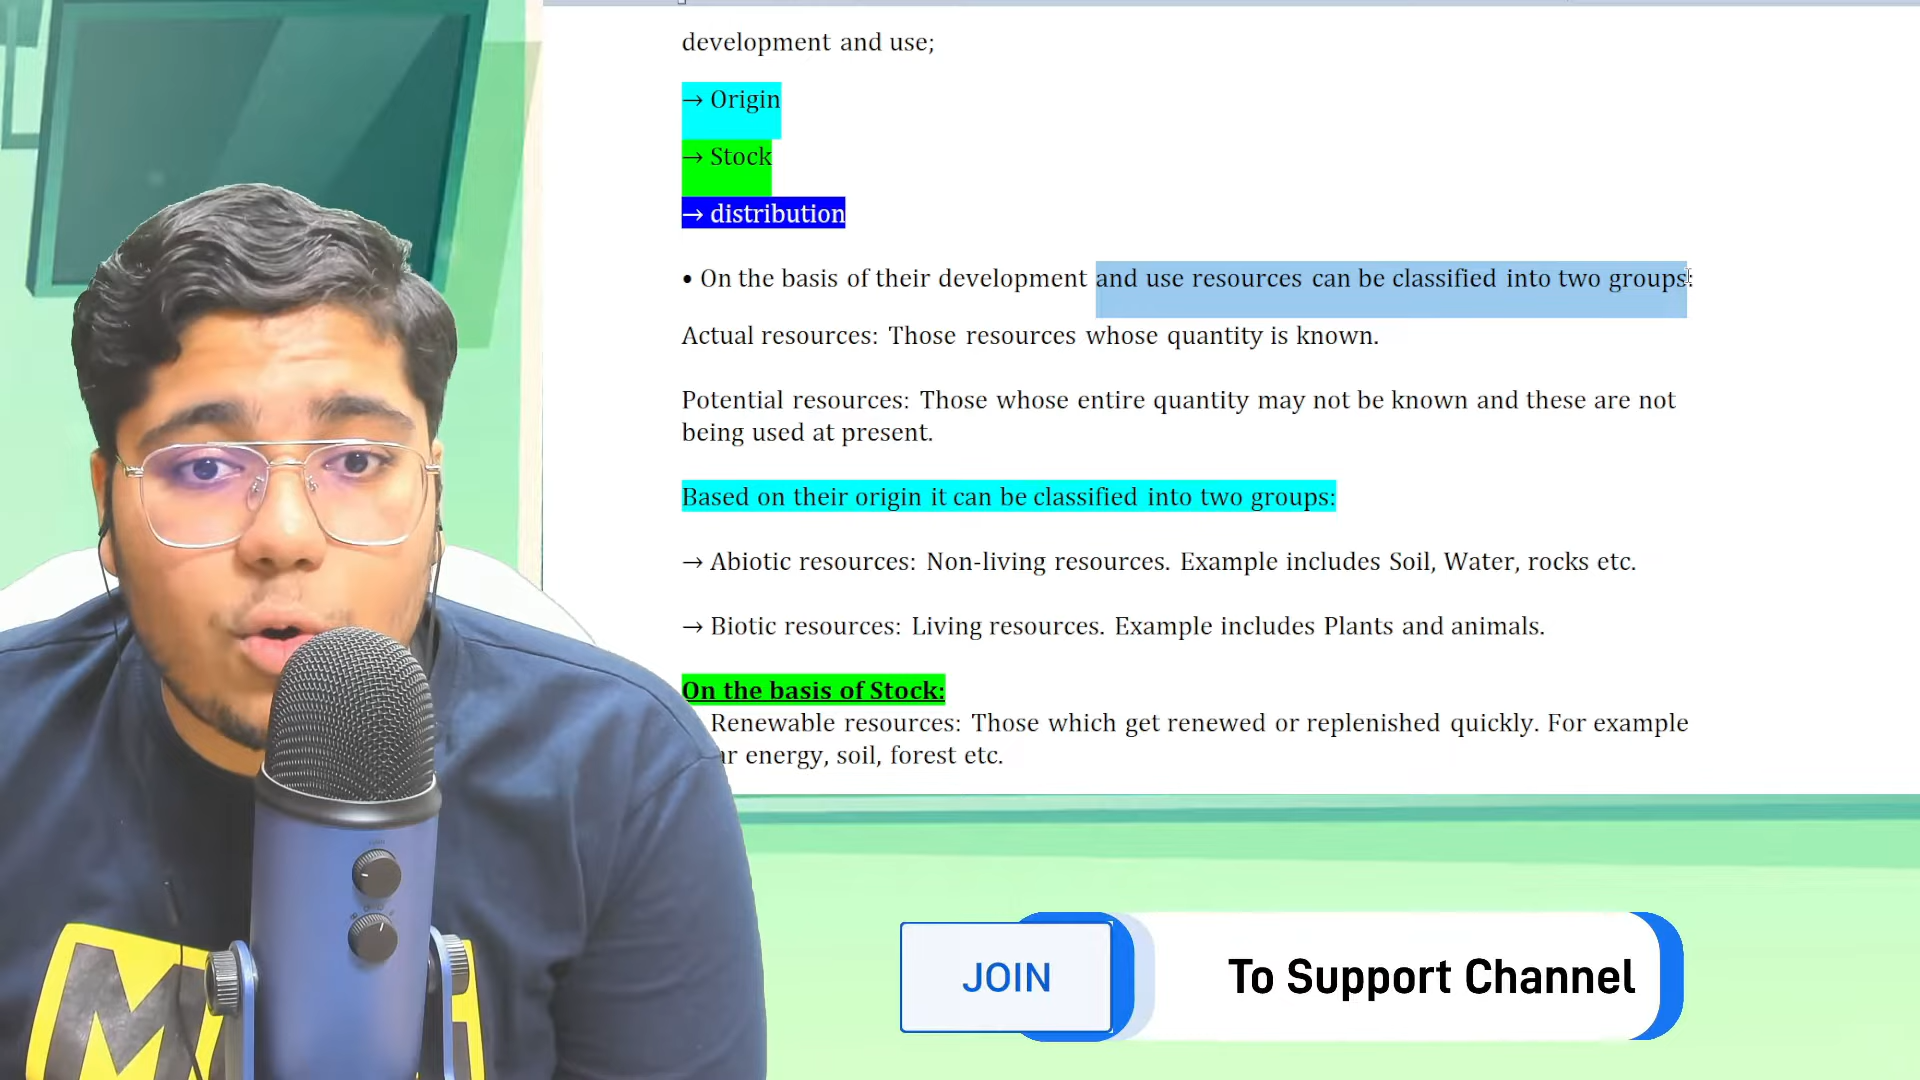 development and use;
→ Origin
→ Stock
→ distribution
• On the basis of their development and use resources can be classified into two groups:
Actual resources: Those resources whose quantity is known.
Potential resources: Those whose entire quantity may not be known and these are not
being used at present.
Based on their origin it can be classified into two groups:
→ Abiotic resources: Non-living resources. Example includes Soil, Water, rocks etc.
→ Biotic resources: Living resources. Example includes Plants and animals.
On the basis of Stock:
Renewable resources: Those which get renewed or replenished quickly. For example
energy, soil, forest etc.
JOIN To Support Channel